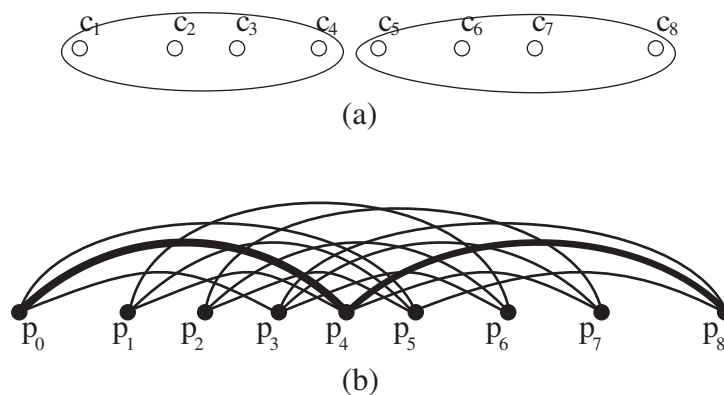 c₁ c₂ c₃ c₄ c₅ c₆ c₇ c₈
(a)
p₀ p₁ p₂ p₃ p₄ p₅ p₆ p₇ p₈
(b)